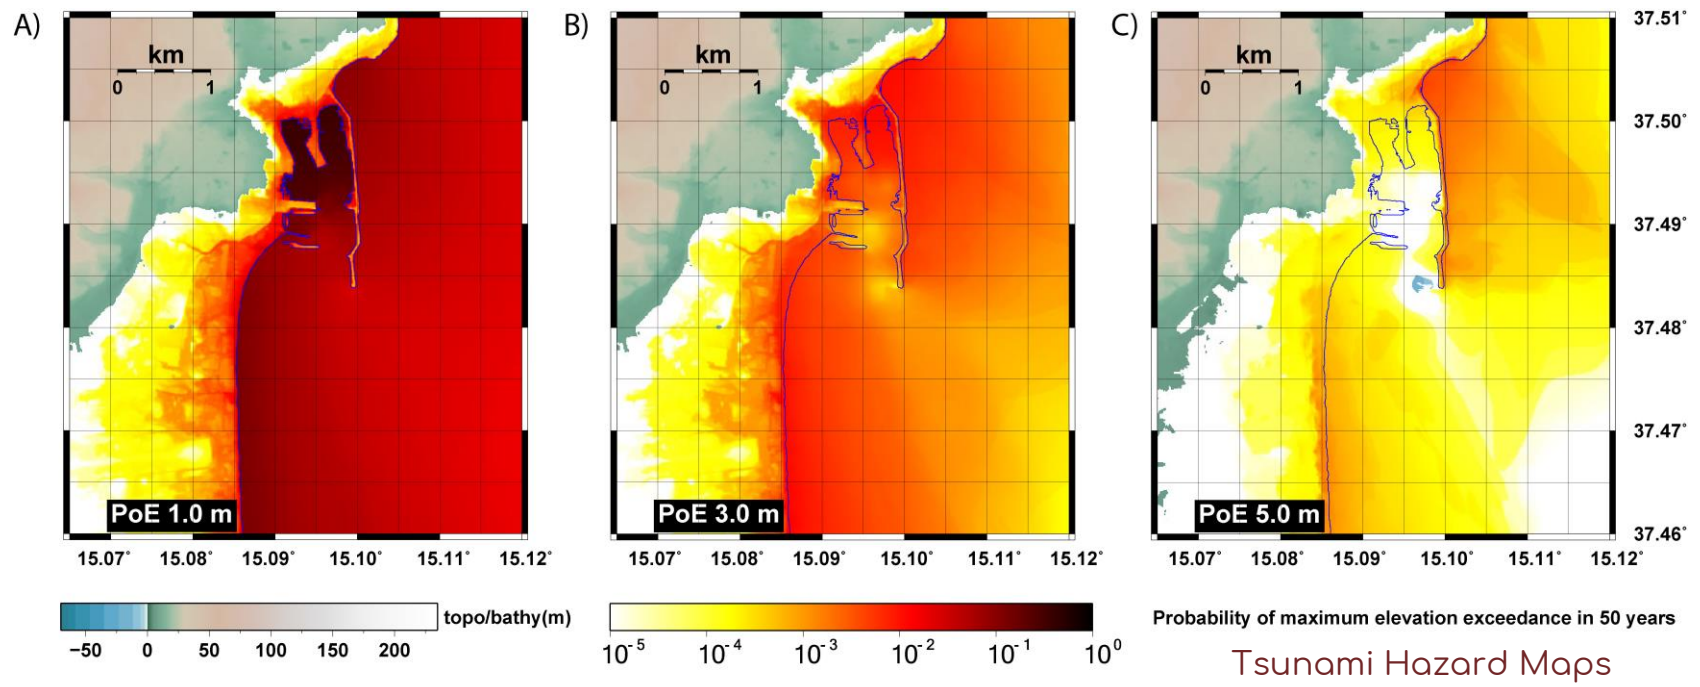 A)
B)
C)
km
0 1
km
0 1
km
0 1
37.51°
37.50°
37.49°
37.48°
37.47°
37.46°
PoE 1.0 m
PoE 3.0 m
PoE 5.0 m
15.07° 15.08° 15.09° 15.10° 15.11° 15.12°
15.07° 15.08° 15.09° 15.10° 15.11° 15.12°
15.07° 15.08° 15.09° 15.10° 15.11° 15.12°
topo/bathy(m)
−50 0 50 100 150 200
10⁻⁵ 10⁻⁴ 10⁻³ 10⁻² 10⁻¹ 10⁰
Probability of maximum elevation exceedance in 50 years
Tsunami Hazard Maps